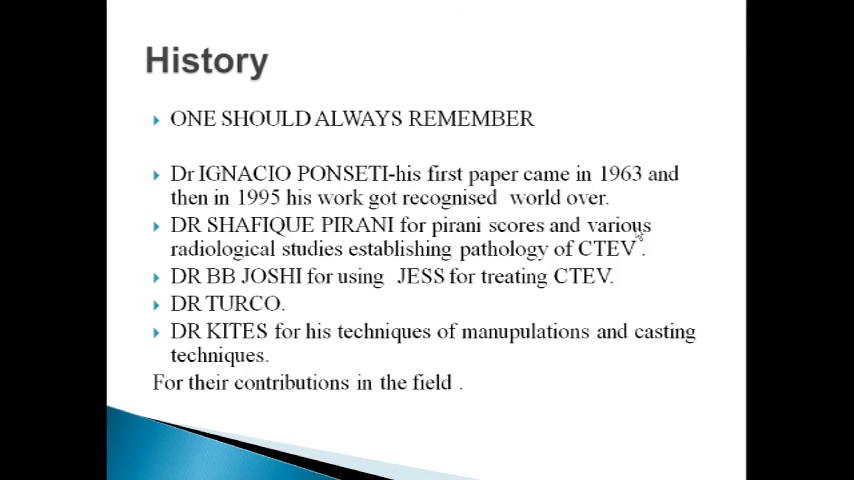 History
ONE SHOULD ALWAYS REMEMBER
Dr IGNACIO PONSETI-his first paper came in 1963 and
then in 1995 his work got recognised world over.
DR SHAFIQUE PIRANI for pirani scores and various
radiological studies establishing pathology of CTEV .
DR BB JOSHI for using JESS for treating CTEV.
DR TURCO.
DR KITES for his techniques of manupulations and casting
techniques.
For their contributions in the field .